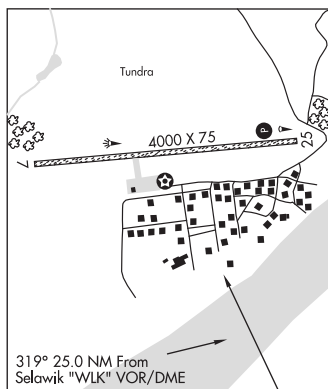 Tundra
4000 X 75
P
25
7
319° 25.0 NM From
Selawik "WLK" VOR/DME